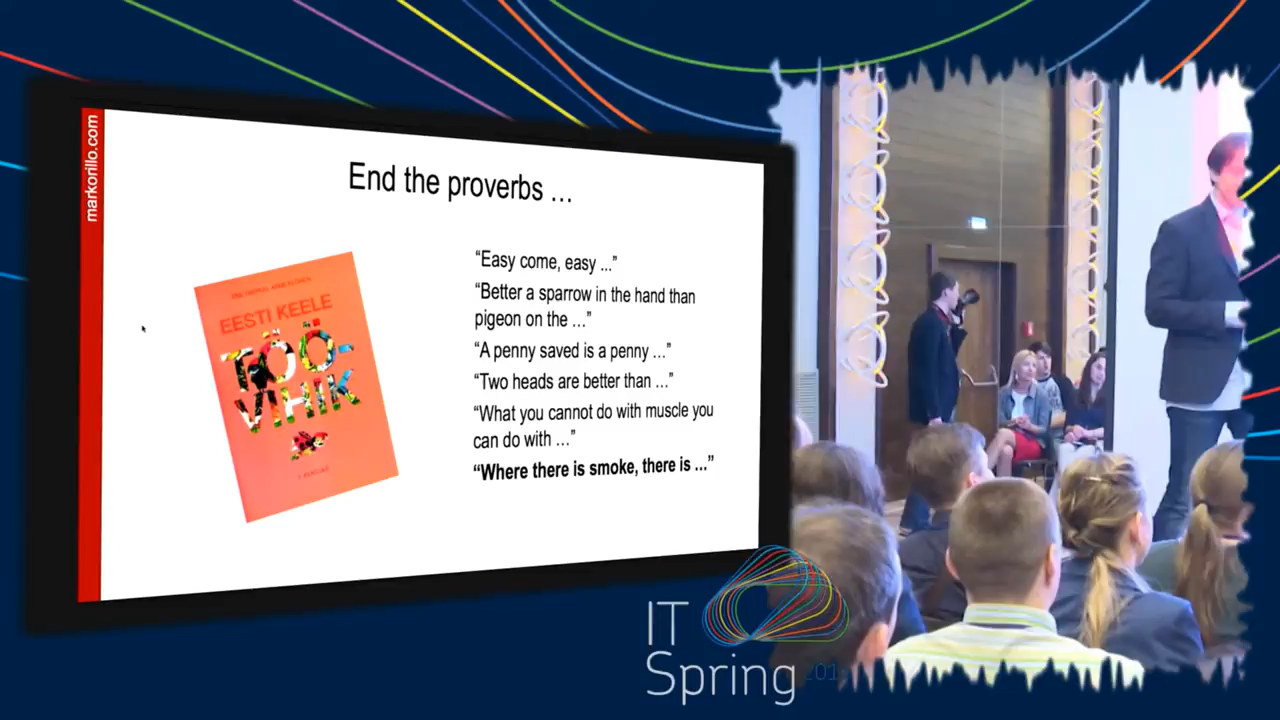 markorillo.com
End the proverbs ...
EESTI KEELE
TÖÖ-
VIHIK
“Easy come, easy ...”
“Better a sparrow in the hand than
pigeon on the ...”
“A penny saved is a penny ...”
“Two heads are better than ...”
“What you cannot do with muscle you
can do with ...”
“Where there is smoke, there is ...”
IT
Spring